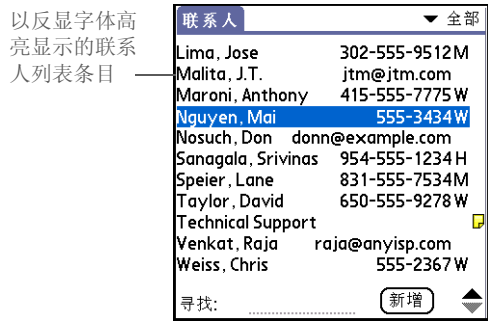 以反显字体高
亮显示的联系
人列表条目
联系人 全部
Lima, Jose 302-555-9512M
Malita, J.T. jtm@jtm.com
Maroni, Anthony 415-555-7775W
Nguyen, Mai 555-3434W
Nosuch, Don donn@example.com
Sanagala, Srivinas 954-555-1234H
Speier, Lane 831-555-7534M
Taylor, David 650-555-9278W
Technical Support
Venkat, Raja raja@anyisp.com
Weiss, Chris 555-2367W
寻找: 新增